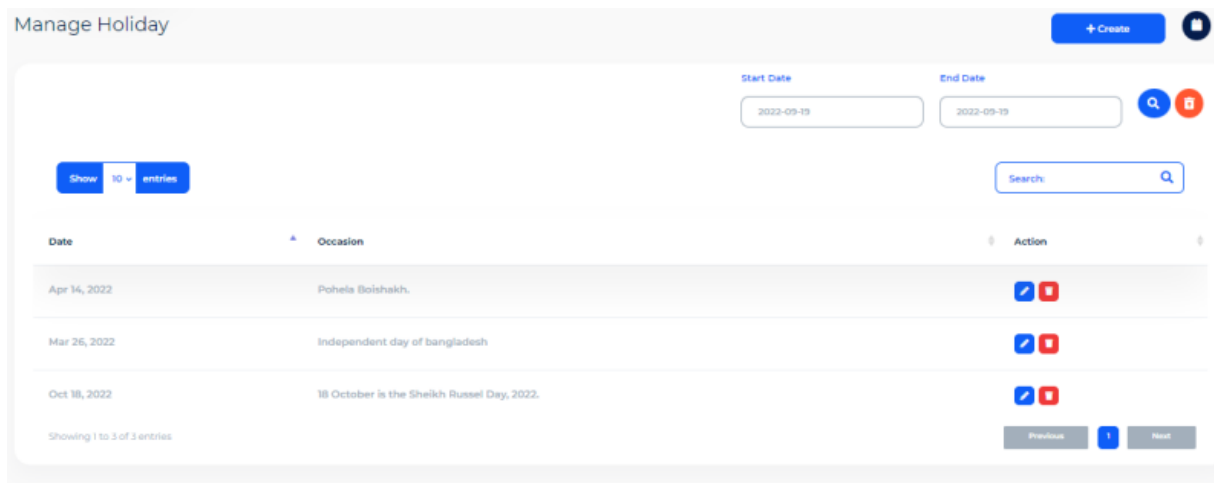 Manage Holiday
+ Create
Start Date End Date
2022-09-19 2022-09-19
Show 10 entries
Search:
Date Occasion Action
Apr 14, 2022 Pohela Boishakh.
Mar 26, 2022 Independent day of bangladesh
Oct 18, 2022 18 October is the Sheikh Russel Day, 2022.
Showing 1 to 3 of 3 entries
Previous 1 Next